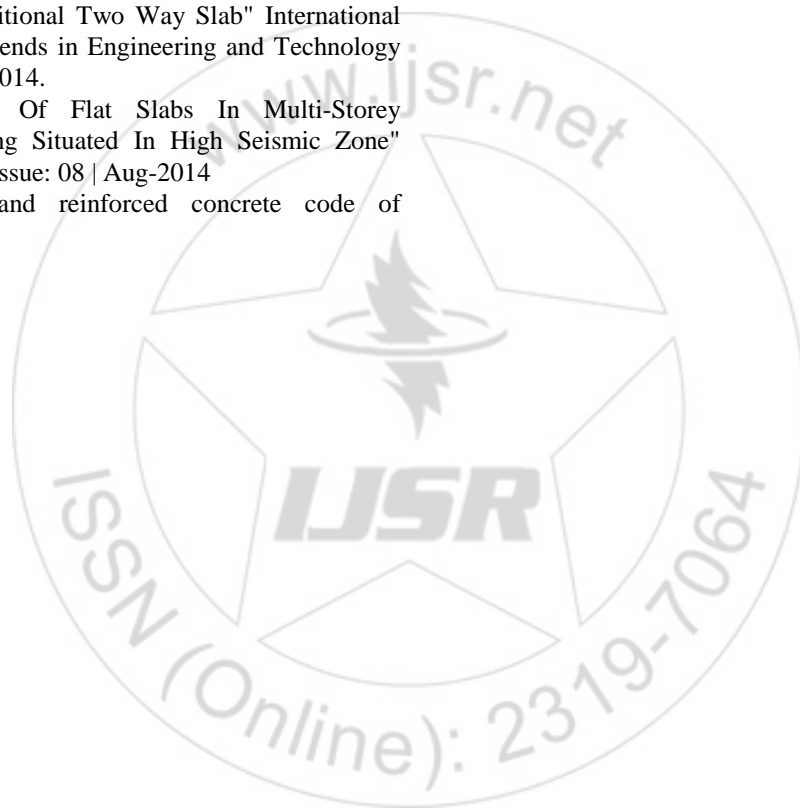 itional Two Way Slab" International
ends in Engineering and Technology
014.
Of Flat Slabs In Multi-Storey
ng Situated In High Seismic Zone"
ssue: 08 | Aug-2014
and reinforced concrete code of
www.ijsr.net
IJSR
ISSN (Online): 2319-7064